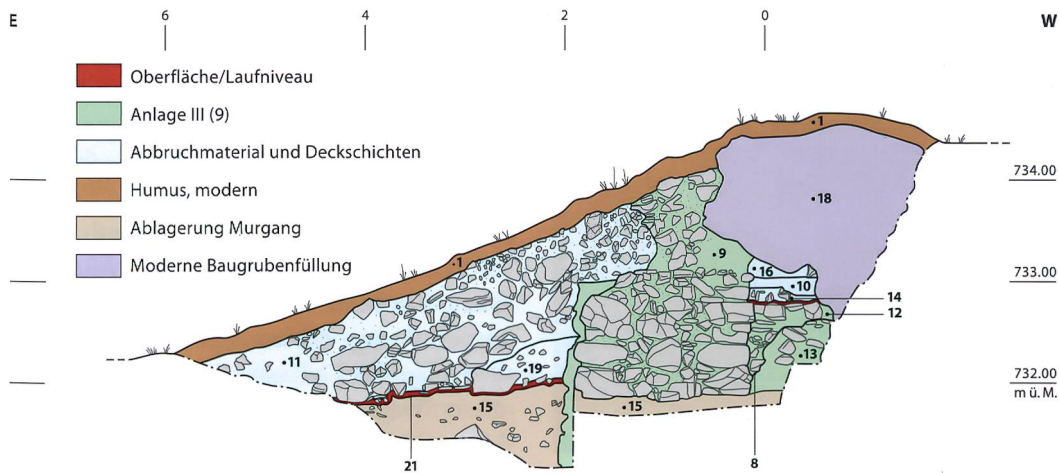 E 6 4 2 0 W
Oberfläche/Laufniveau
Anlage III (9)
Abbruchmaterial und Deckschichten
Humus, modern
Ablagerung Murgang
Moderne Baugrubenfüllung
1
734.00
18
9
1
16
733.00
10
14
12
13
11
19
732.00
m ü. M.
15
15
21
8